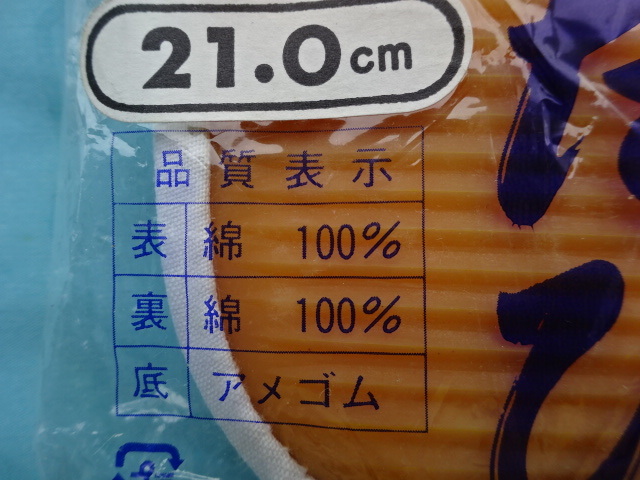 21.0cm
品質表示
表 綿 100%
裏 綿 100%
底 アメゴム